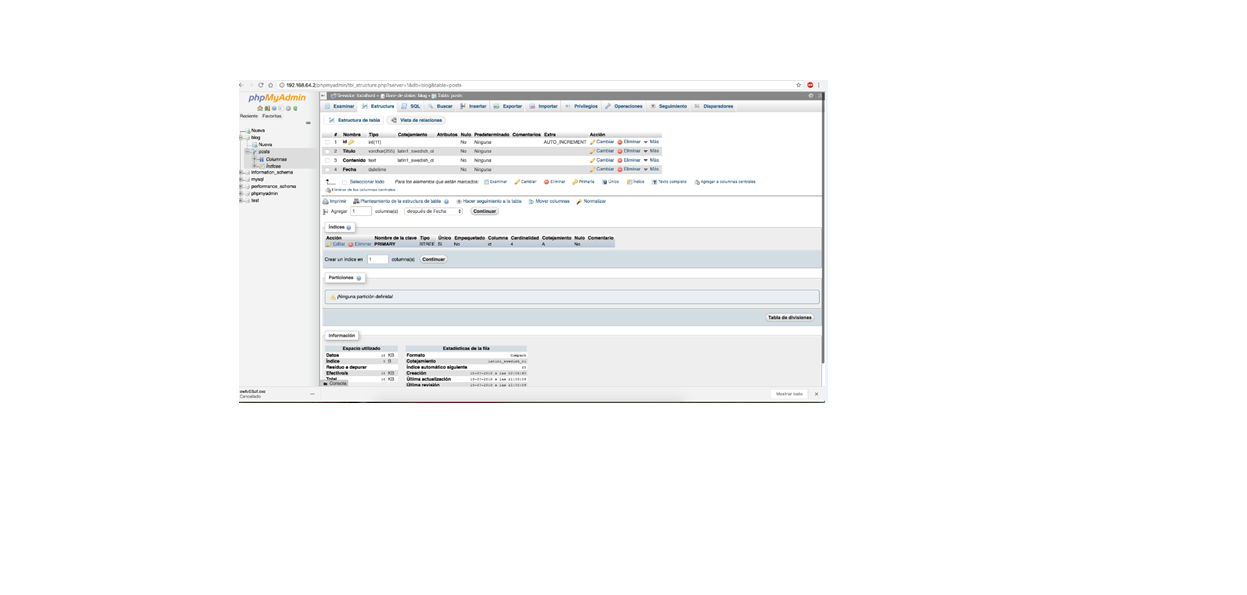 192.168.64.2/phpmyadmin/tbl_structure.php?server=1&db=blog&table=posts
phpMyAdmin
Reciente Favoritas
Nueva
blog
Nueva
posts
Columnas
Índices
information_schema
mysql
performance_schema
phpmyadmin
test
Servidor: localhost » Base de datos: blog » Tabla: posts
Examinar Estructura SQL Buscar Insertar Exportar Importar Privilegios Operaciones Seguimiento Disparadores
Estructura de tabla Vista de relaciones
# Nombre Tipo Cotejamiento Atributos Nulo Predeterminado Comentarios Extra Acción
1 id int(11) No Ninguna AUTO_INCREMENT Cambiar Eliminar Más
2 Titulo varchar(255) latin1_swedish_ci No Ninguna Cambiar Eliminar Más
3 Contenido text latin1_swedish_ci No Ninguna Cambiar Eliminar Más
4 Fecha datetime No Ninguna Cambiar Eliminar Más
Seleccionar todo Para los elementos que están marcados: Examinar Cambiar Eliminar Primaria Único Índice Texto completo Agregar a columnas centrales
Eliminar de las columnas centrales
Imprimir Planteamiento de la estructura de tabla Hacer seguimiento a la tabla Mover columnas Normalizar
Agregar 1 columna(s) después de Fecha Continuar
Índices
Acción Nombre de la clave Tipo Único Empaquetado Columna Cardinalidad Cotejamiento Nulo Comentario
Editar Eliminar PRIMARY BTREE Sí No id 4 A No
Crear un índice en 1 columna(s) Continuar
Particiones
¡Ninguna partición definida!
Tabla de divisiones
Información
Espacio utilizado
Datos 16 KB
Índice B
Residuo a depurar
Efectivo/a 16 KB
Total 16 KB
Estadísticas de la fila
Formato Compact
Cotejamiento latin1_swedish_ci
Índice automático siguiente
Creación
Última actualización
Última revisión
Consola
Cancelado
Mostrar todo